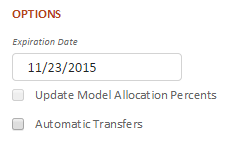 OPTIONS
Expiration Date
11/23/2015
Update Model Allocation Percents
Automatic Transfers